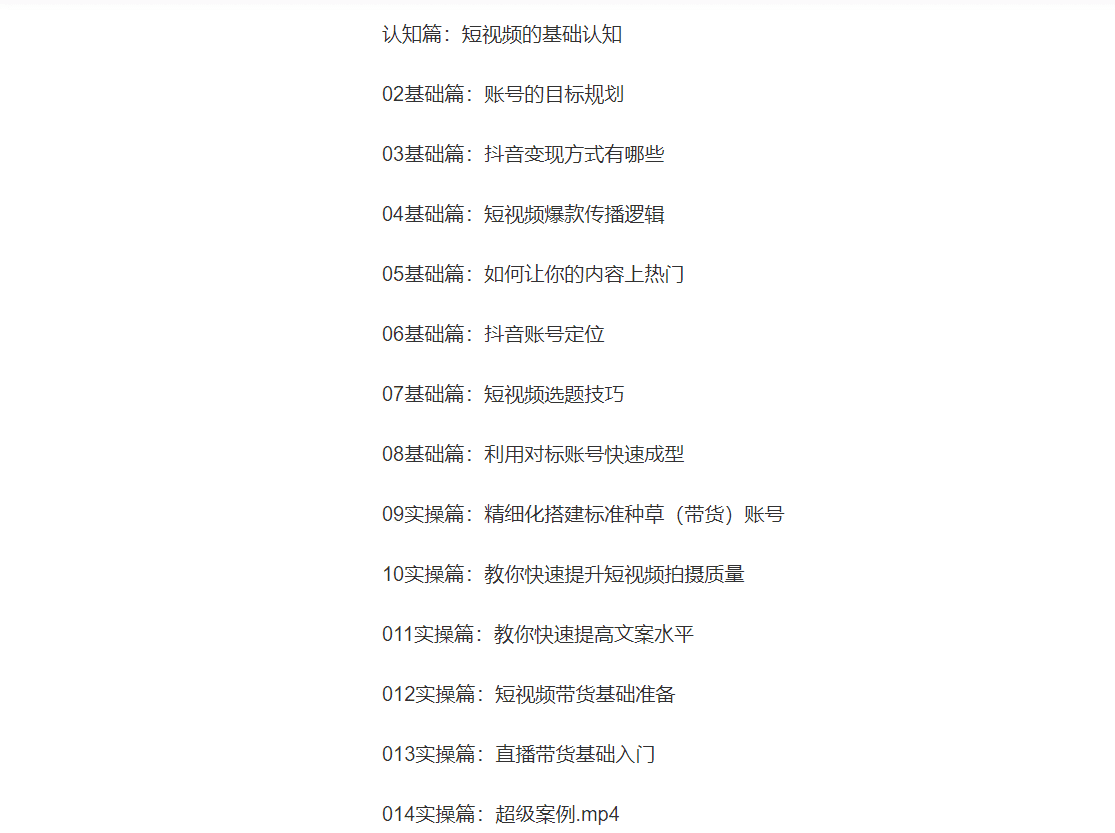 认知篇：短视频的基础认知
02基础篇：账号的目标规划
03基础篇：抖音变现方式有哪些
04基础篇：短视频爆款传播逻辑
05基础篇：如何让你的内容上热门
06基础篇：抖音账号定位
07基础篇：短视频选题技巧
08基础篇：利用对标账号快速成型
09实操篇：精细化搭建标准种草（带货）账号
10实操篇：教你快速提升短视频拍摄质量
011实操篇：教你快速提高文案水平
012实操篇：短视频带货基础准备
013实操篇：直播带货基础入门
014实操篇：超级案例.mp4